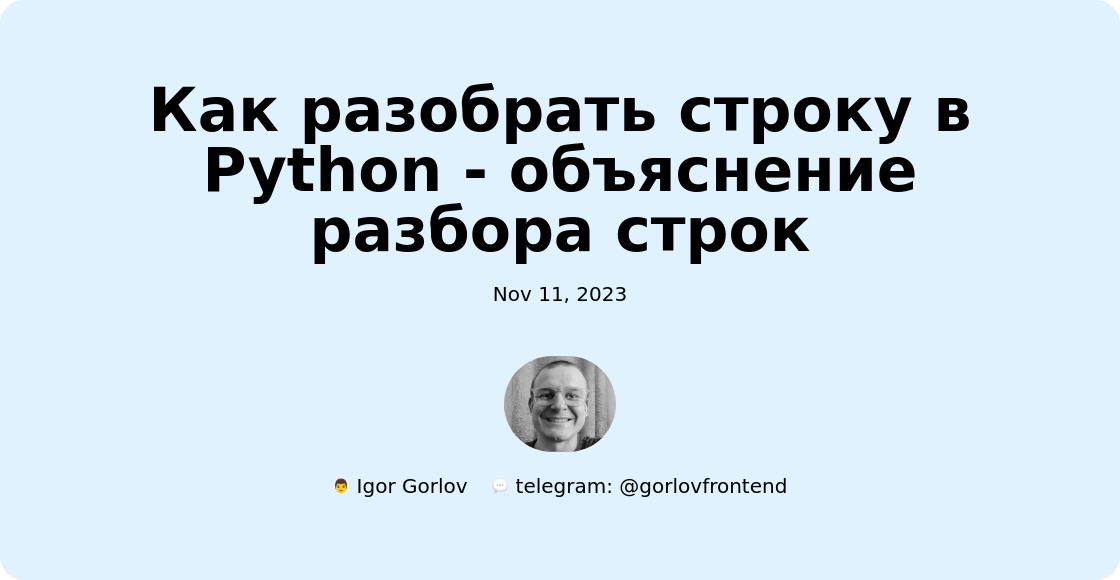 Как разобрать строку в
Python - объяснение
разбора строк
Nov 11, 2023
👨 Igor Gorlov 💬 telegram: @gorlovfrontend